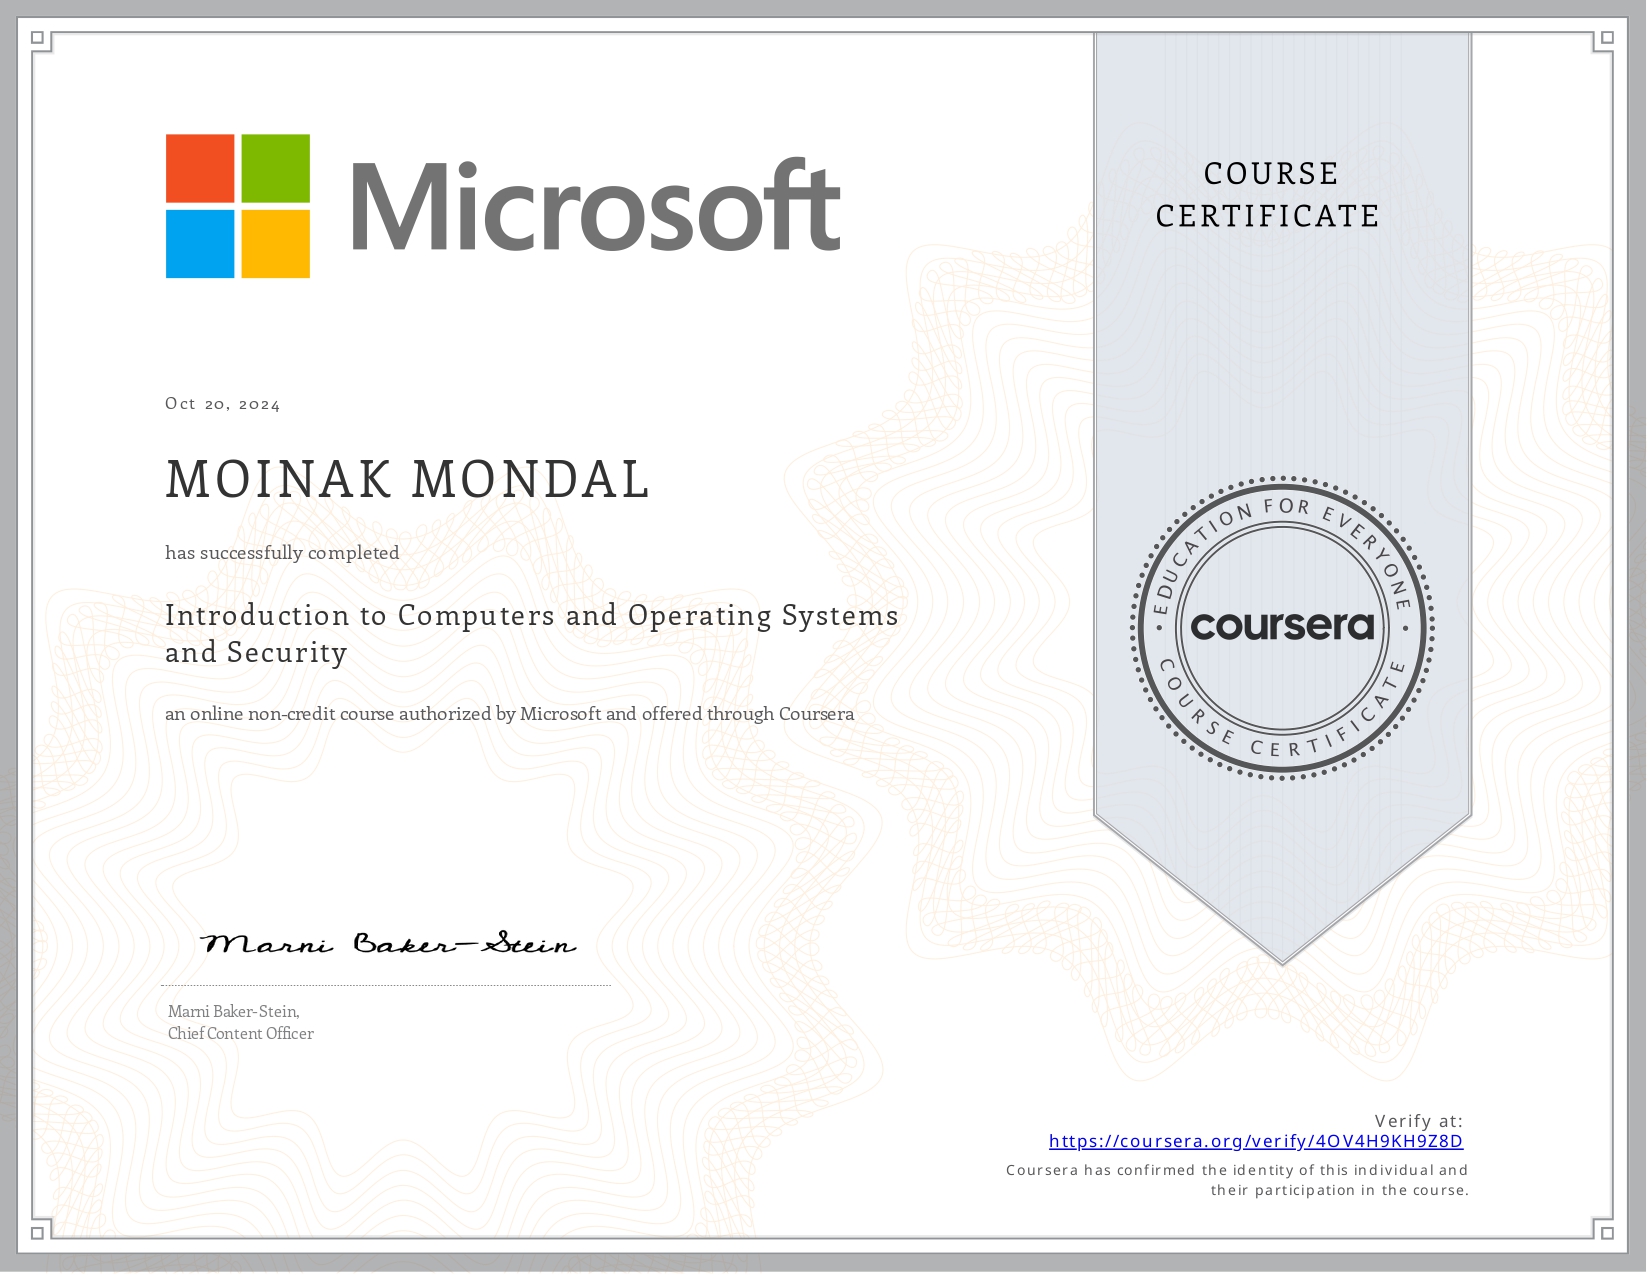 Microsoft
COURSE
CERTIFICATE
Oct 20, 2024
MOINAK MONDAL
has successfully completed
Introduction to Computers and Operating Systems
and Security
an online non-credit course authorized by Microsoft and offered through Coursera
EDUCATION FOR EVERYONE
coursera
COURSE CERTIFICATE
Marni Baker-Stein
Marni Baker-Stein,
Chief Content Officer
Verify at:
https://coursera.org/verify/4OV4H9KH9Z8D
Coursera has confirmed the identity of this individual and
their participation in the course.